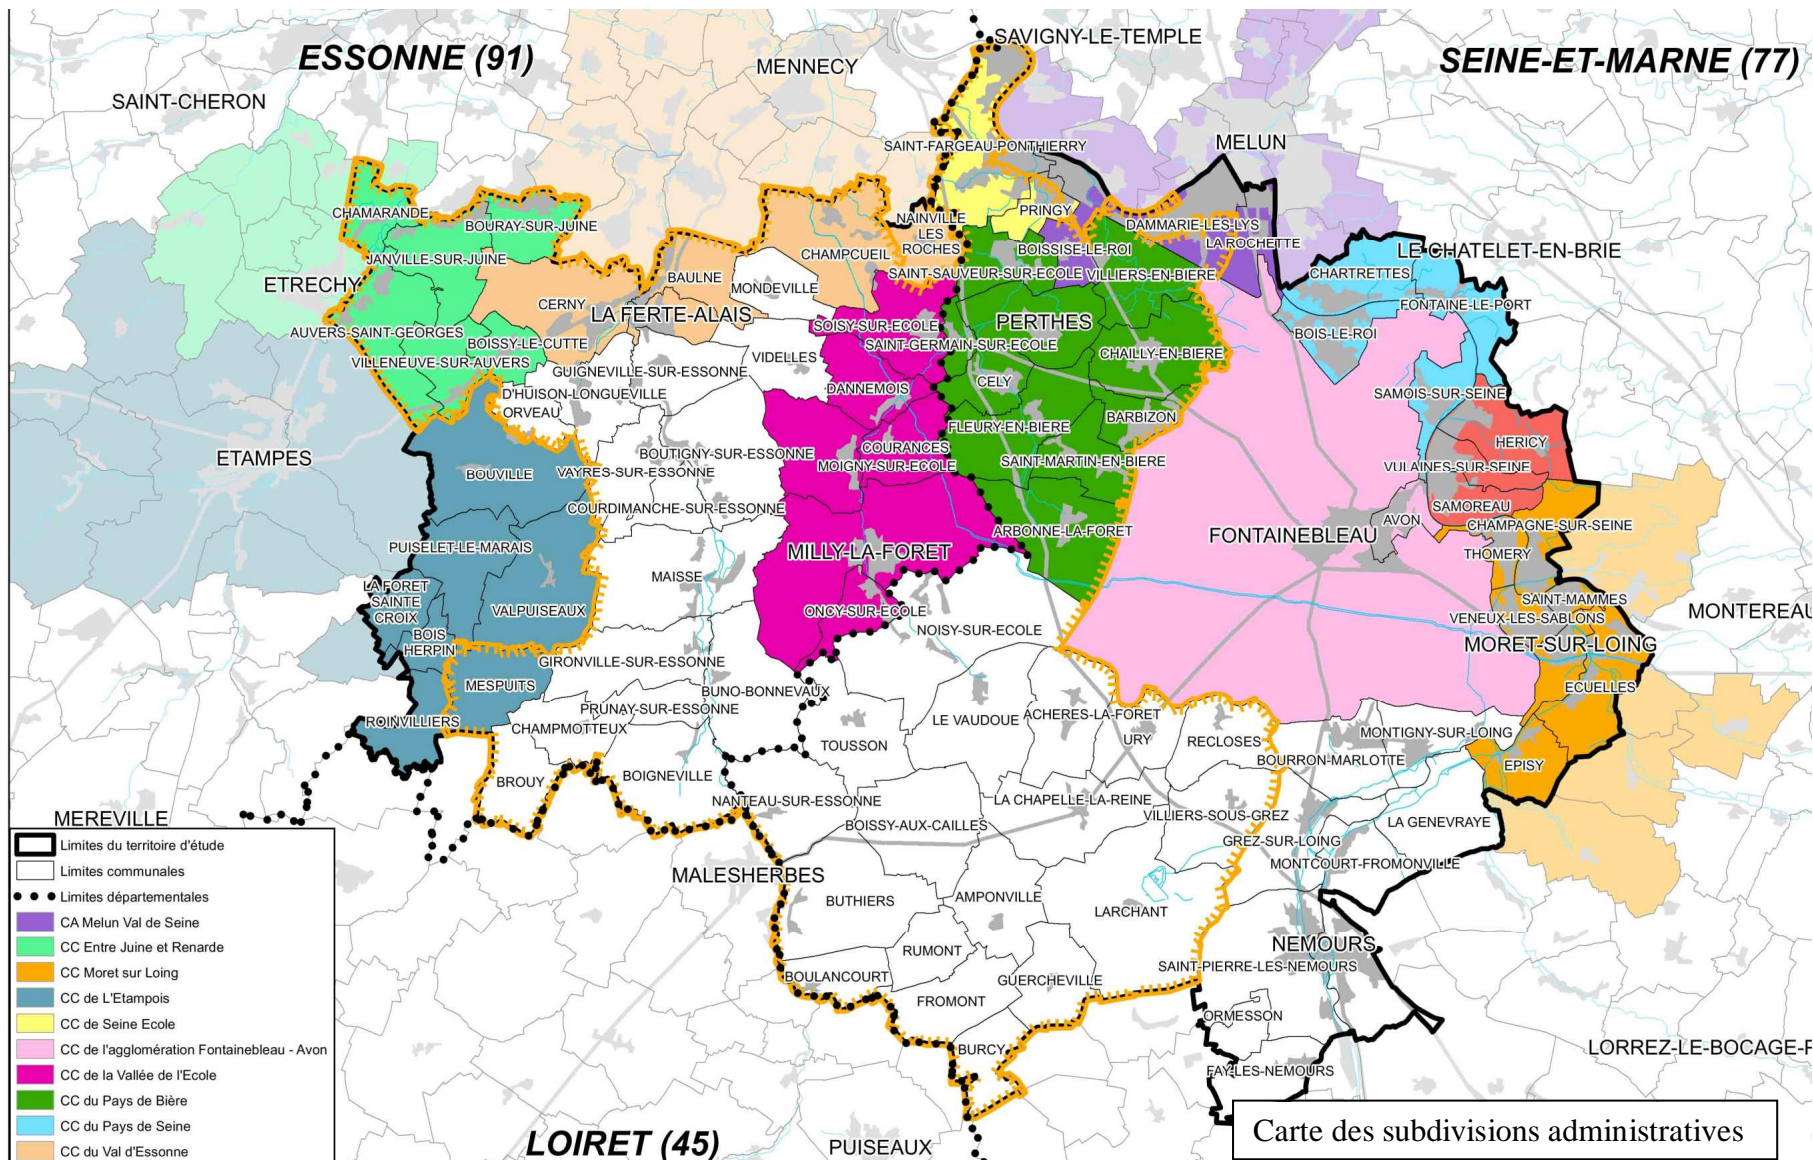 ESSONNE (91)
SEINE-ET-MARNE (77)
SAVIGNY-LE-TEMPLE
MENNECY
SAINT-CHERON
MELUN
SAINT-FARGEAU-PONTHIERRY
CHAMARANDE
BOURAY-SUR-JUINE
NAINVILLE
LES
ROCHES
PRINGY
DAMMARIE-LES-LYS
LA ROCHETTE
BOISSISE-LE-ROI
CHAMPCUEIL
JANVILLE-SUR-JUINE
LE CHATELET-EN-BRIE
CHARTRETTES
SAINT-SAUVEUR-SUR-ECOLE
VILLIERS-EN-BIERE
BAULNE
MONDEVILLE
ETRECHY
CERNY
FONTAINE-LE-PORT
LA FERTE-ALAIS
SOISY-SUR-ECOLE
PERTHES
AUVERS-SAINT-GEORGES
BOISSY-LE-CUTTE
BOIS-LE-ROI
SAINT-GERMAIN-SUR-ECOLE
CHAILLY-EN-BIERE
VILLENEUVE-SUR-AUVERS
VIDELLES
GUIGNEVILLE-SUR-ESSONNE
CELY
DANNEMOIS
D'HUISON-LONGUEVILLE
SAMOIS-SUR-SEINE
ORVEAU
BARBIZON
FLEURY-EN-BIERE
HERICY
COURANCES
BOUTIGNY-SUR-ESSONNE
ETAMPES
SAINT-MARTIN-EN-BIERE
MOIGNY-SUR-ECOLE
VULAINES-SUR-SEINE
BOUVILLE
VAYRES-SUR-ESSONNE
COURDIMANCHE-SUR-ESSONNE
SAMOREAU
AVON
CHAMPAGNE-SUR-SEINE
ARBONNE-LA-FORET
FONTAINEBLEAU
PUISELET-LE-MARAIS
MILLY-LA-FORET
THOMERY
MAISSE
LA FORET
SAINTE
CROIX
VALPUISEAUX
ONCY-SUR-ECOLE
SAINT-MAMMES
MONTEREAU
VENEUX-LES-SABLONS
NOISY-SUR-ECOLE
BOIS
HERPIN
MORET-SUR-LOING
GIRONVILLE-SUR-ESSONNE
MESPUITS
BUNO-BONNEVAUX
ECUELLES
PRUNAY-SUR-ESSONNE
ROINVILLIERS
CHAMPMOTTEUX
LE VAUDOUE
ACHERES-LA-FORET
MONTIGNY-SUR-LOING
URY
RECLOSES
TOUSSON
BOURRON-MARLOTTE
EPISY
BROUY
BOIGNEVILLE
NANTEAU-SUR-ESSONNE
LA CHAPELLE-LA-REINE
VILLIERS-SOUS-GREZ
MEREVILLE
BOISSY-AUX-CAILLES
LA GENEVRAYE
GREZ-SUR-LOING
MONTCOURT-FROMONVILLE
MALESHERBES
BUTHIERS
AMPONVILLE
LARCHANT
RUMONT
NEMOURS
BOULANCOURT
GUERCHEVILLE
SAINT-PIERRE-LES-NEMOURS
FROMONT
ORMESSON
BURCY
LORREZ-LE-BOCAGE-P
FAY-LES-NEMOURS
LOIRET (45)
PUISEAUX
Limites du territoire d'étude
Limites communales
Limites départementales
CA Melun Val de Seine
CC Entre Juine et Renarde
CC Moret sur Loing
CC de L'Etampois
CC de Seine Ecole
CC de l'agglomération Fontainebleau - Avon
CC de la Vallée de l'Ecole
CC du Pays de Bière
CC du Pays de Seine
CC du Val d'Essonne
Carte des subdivisions administratives